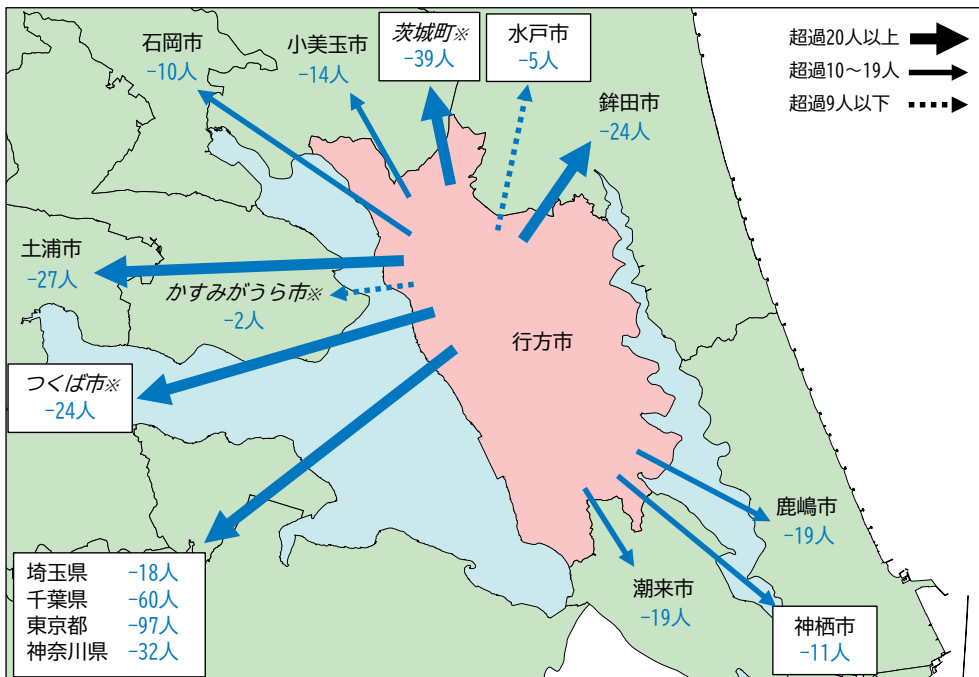 石岡市
-10人
小美玉市
-14人
茨城町※
-39人
水戸市
-5人
超過20人以上
超過10〜19人
超過9人以下
鉾田市
-24人
土浦市
-27人
かすみがうら市※
-2人
行方市
つくば市※
-24人
鹿嶋市
-19人
潮来市
-19人
神栖市
-11人
埼玉県 -18人
千葉県 -60人
東京都 -97人
神奈川県 -32人